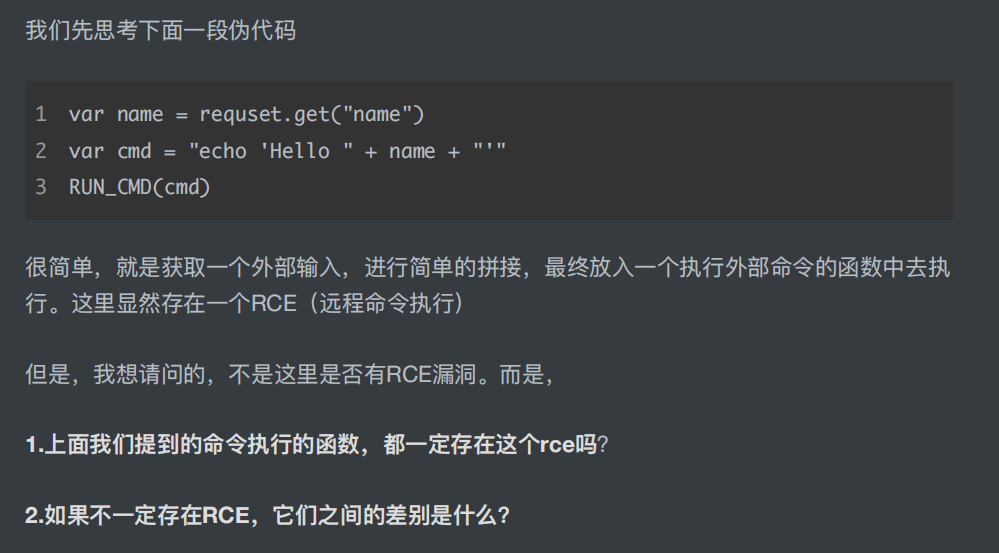 我们先思考下面一段伪代码
1 var name = requset.get("name")
2 var cmd = "echo 'Hello " + name + "'"
3 RUN_CMD(cmd)
很简单，就是获取一个外部输入，进行简单的拼接，最终放入一个执行外部命令的函数中去执
行。这里显然存在一个RCE（远程命令执行）
但是，我想请问的，不是这里是否有RCE漏洞。而是，
1.上面我们提到的命令执行的函数，都一定存在这个rce吗?
2.如果不一定存在RCE，它们之间的差别是什么?